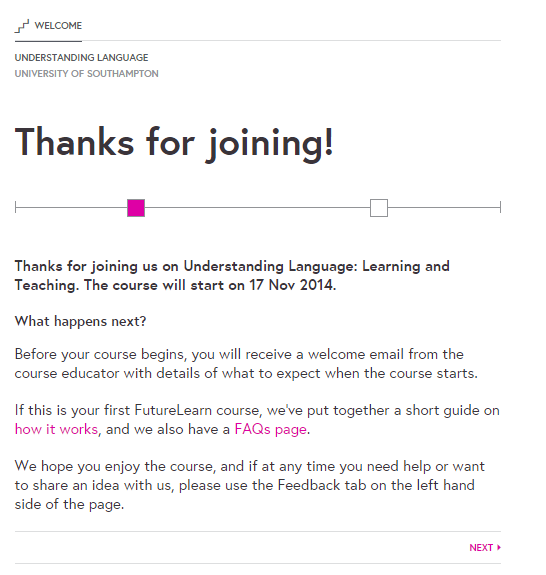 WELCOME
UNDERSTANDING LANGUAGE
UNIVERSITY OF SOUTHAMPTON
Thanks for joining!
Thanks for joining us on Understanding Language: Learning and
Teaching. The course will start on 17 Nov 2014.
What happens next?
Before your course begins, you will receive a welcome email from the
course educator with details of what to expect when the course starts.
If this is your first FutureLearn course, we've put together a short guide on
how it works, and we also have a FAQs page.
We hope you enjoy the course, and if at any time you need help or want
to share an idea with us, please use the Feedback tab on the left hand
side of the page.
NEXT